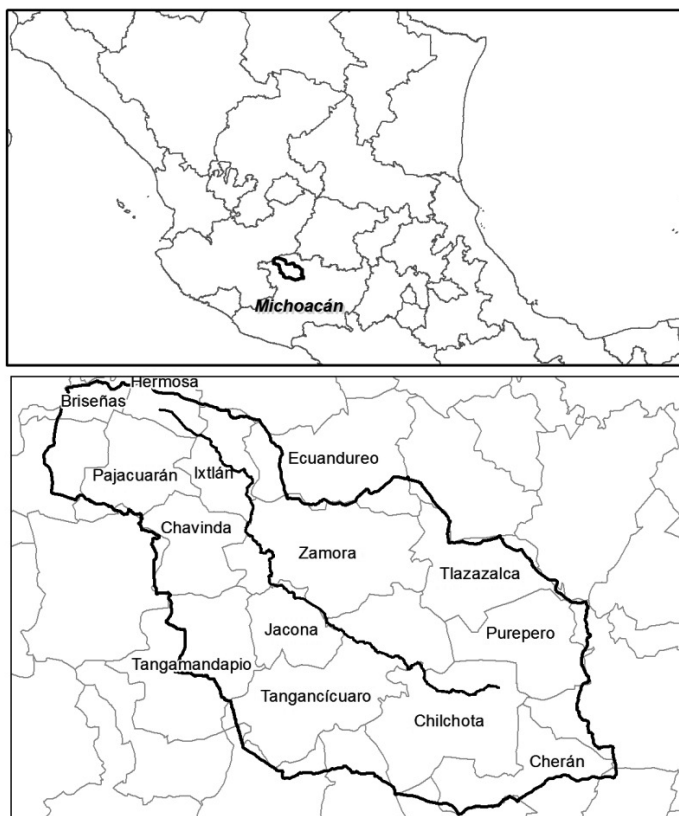 Michoacán
Hermosa
Briseñas
Ecuandureo
Pajacuarán
Ixtlán
Chavinda
Zamora
Tlazazalca
Jacona
Purepero
Tangamandapio
Tangancícuaro
Chilchota
Cherán